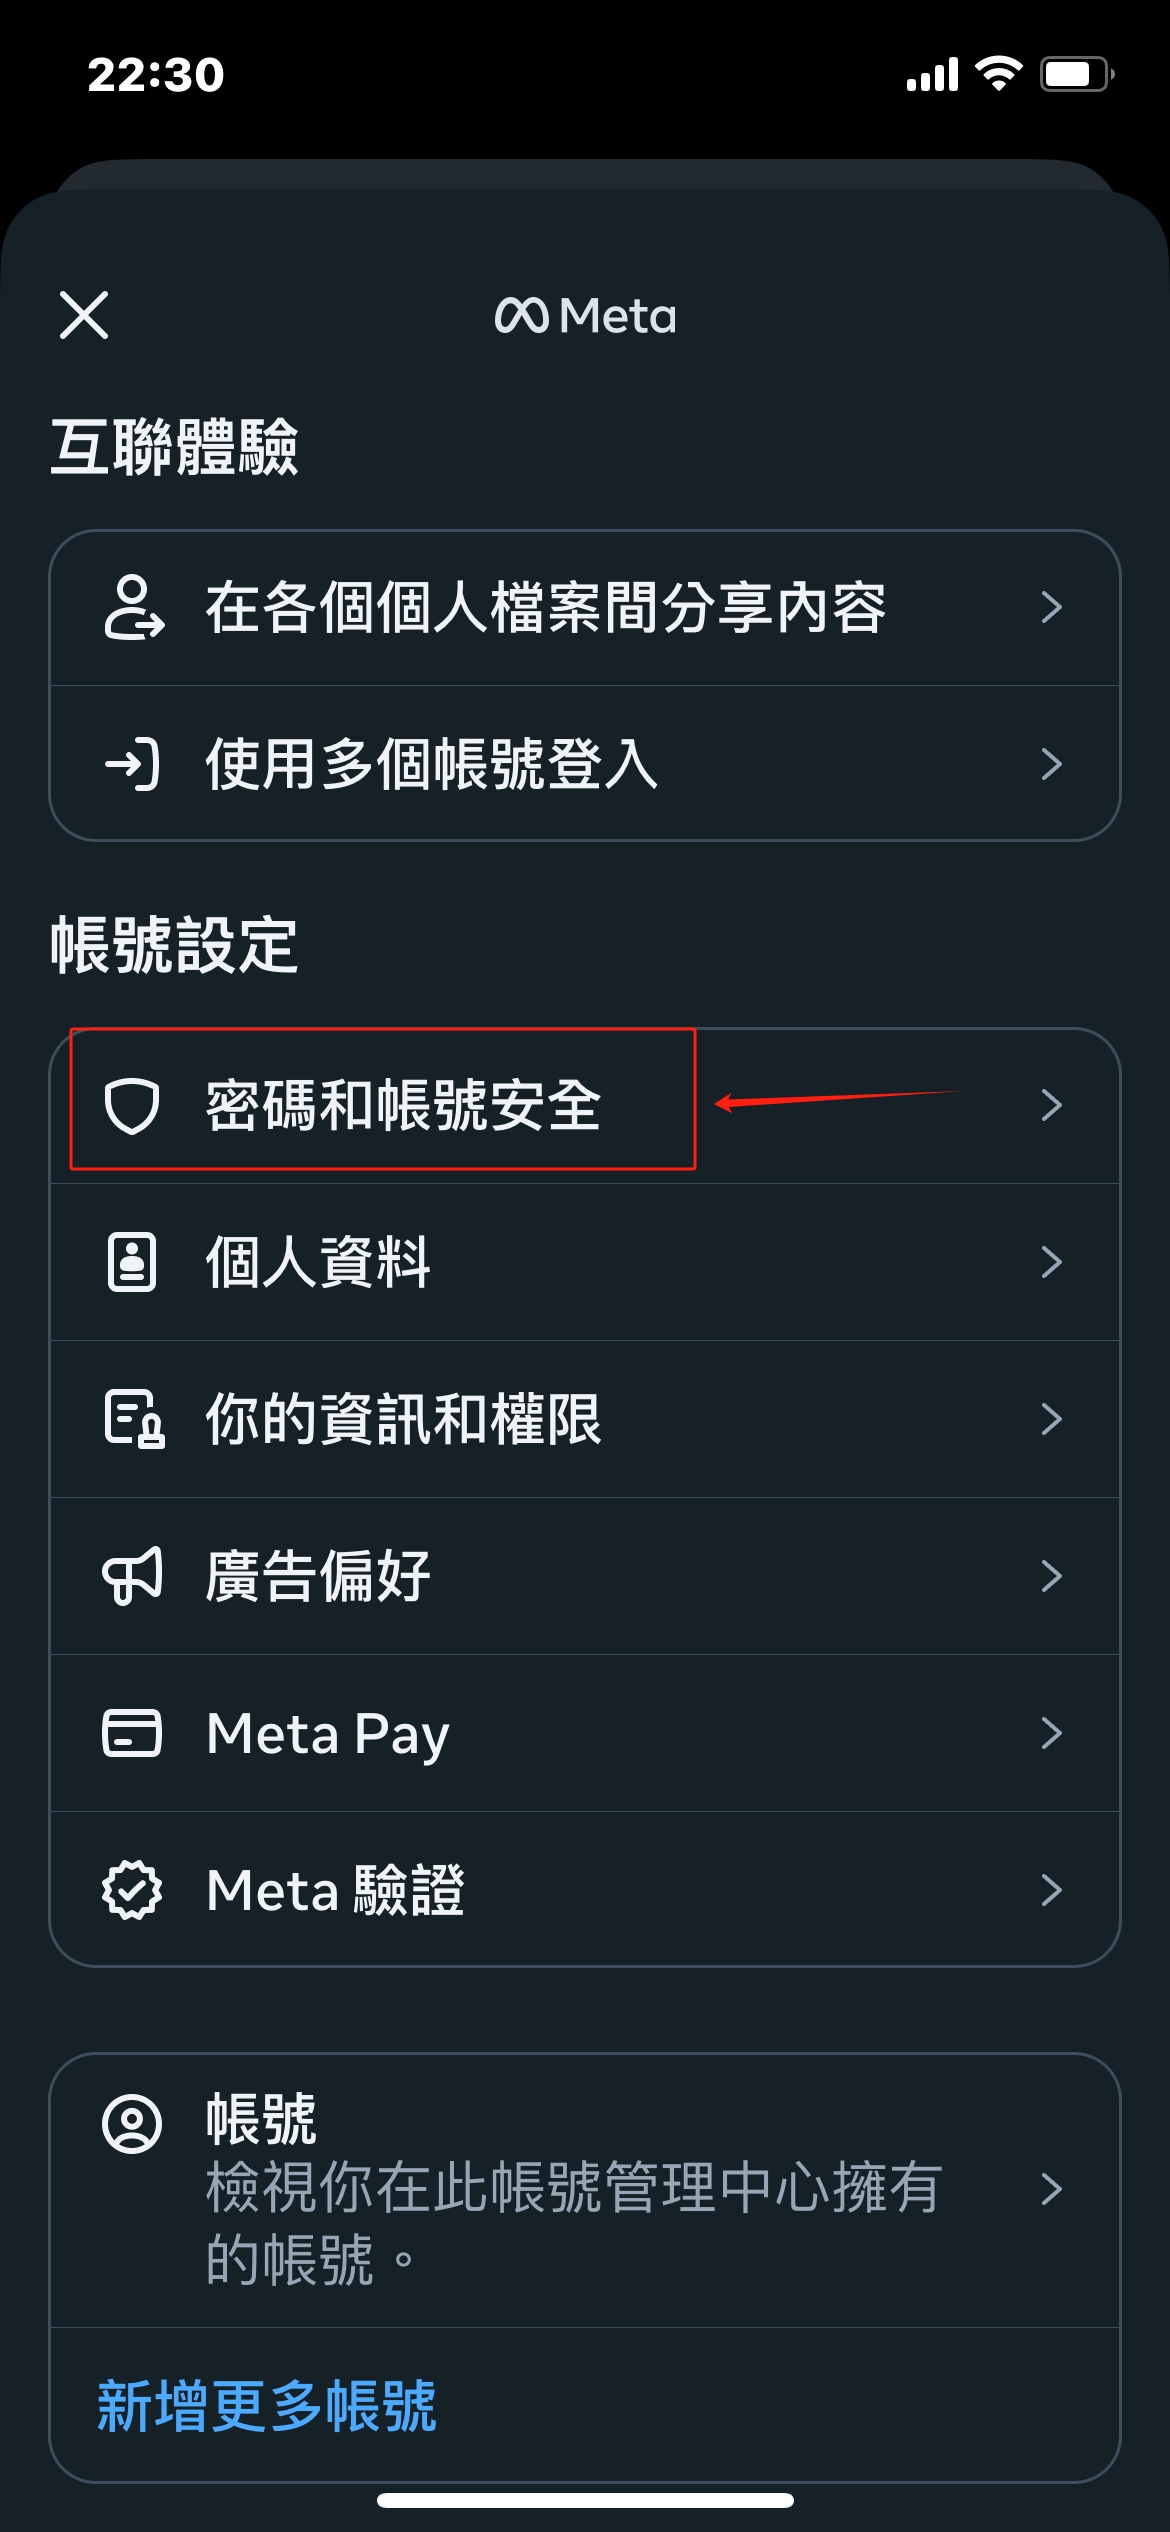 22:30
Meta
互聯體驗
在各個個人檔案間分享內容
使用多個帳號登入
帳號設定
密碼和帳號安全
個人資料
你的資訊和權限
廣告偏好
Meta Pay
Meta 驗證
帳號
檢視你在此帳號管理中心擁有
的帳號。
新增更多帳號